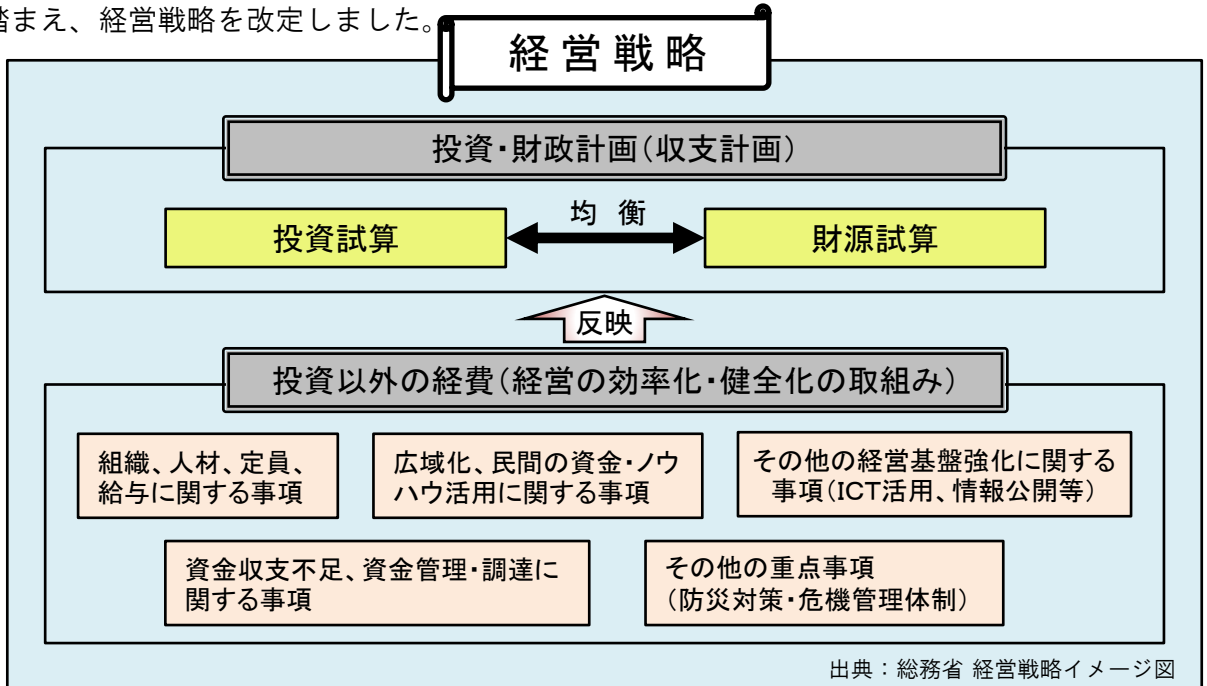 踏まえ、経営戦略を改定しました。
経営戦略
投資・財政計画（収支計画）
投資試算
均 衡
財源試算
反映
投資以外の経費（経営の効率化・健全化の取組み）
組織、人材、定員、
給与に関する事項
広域化、民間の資金・ノウ
ハウ活用に関する事項
その他の経営基盤強化に関する
事項（ICT活用、情報公開等）
資金収支不足、資金管理・調達に
関する事項
その他の重点事項
（防災対策・危機管理体制）
出典：総務省 経営戦略イメージ図